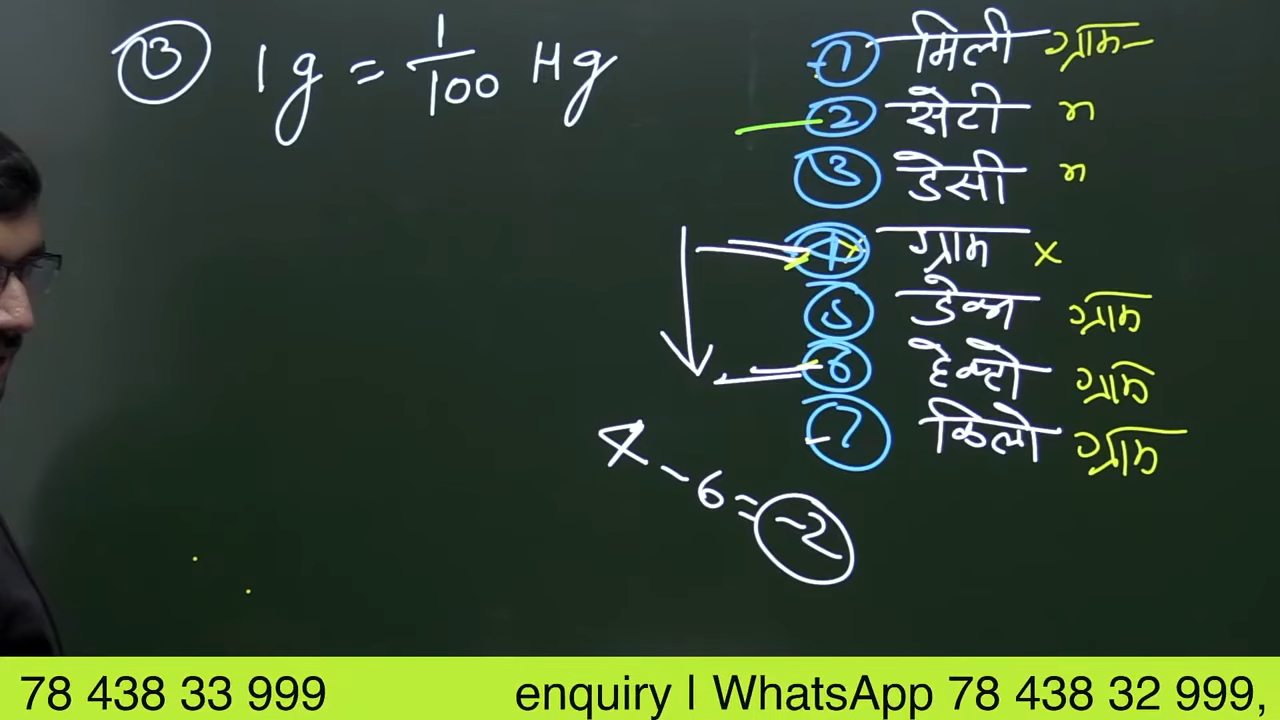 ③ 1g = 1/100 Hg
① मिली ग्राम
② सेंटी "
③ डेसी "
④ ग्राम ×
⑤ डेका ग्राम
⑥ हेक्टो ग्राम
⑦ किलो ग्राम
4 - 6 = -2
78 438 33 999 enquiry | WhatsApp 78 438 32 999,